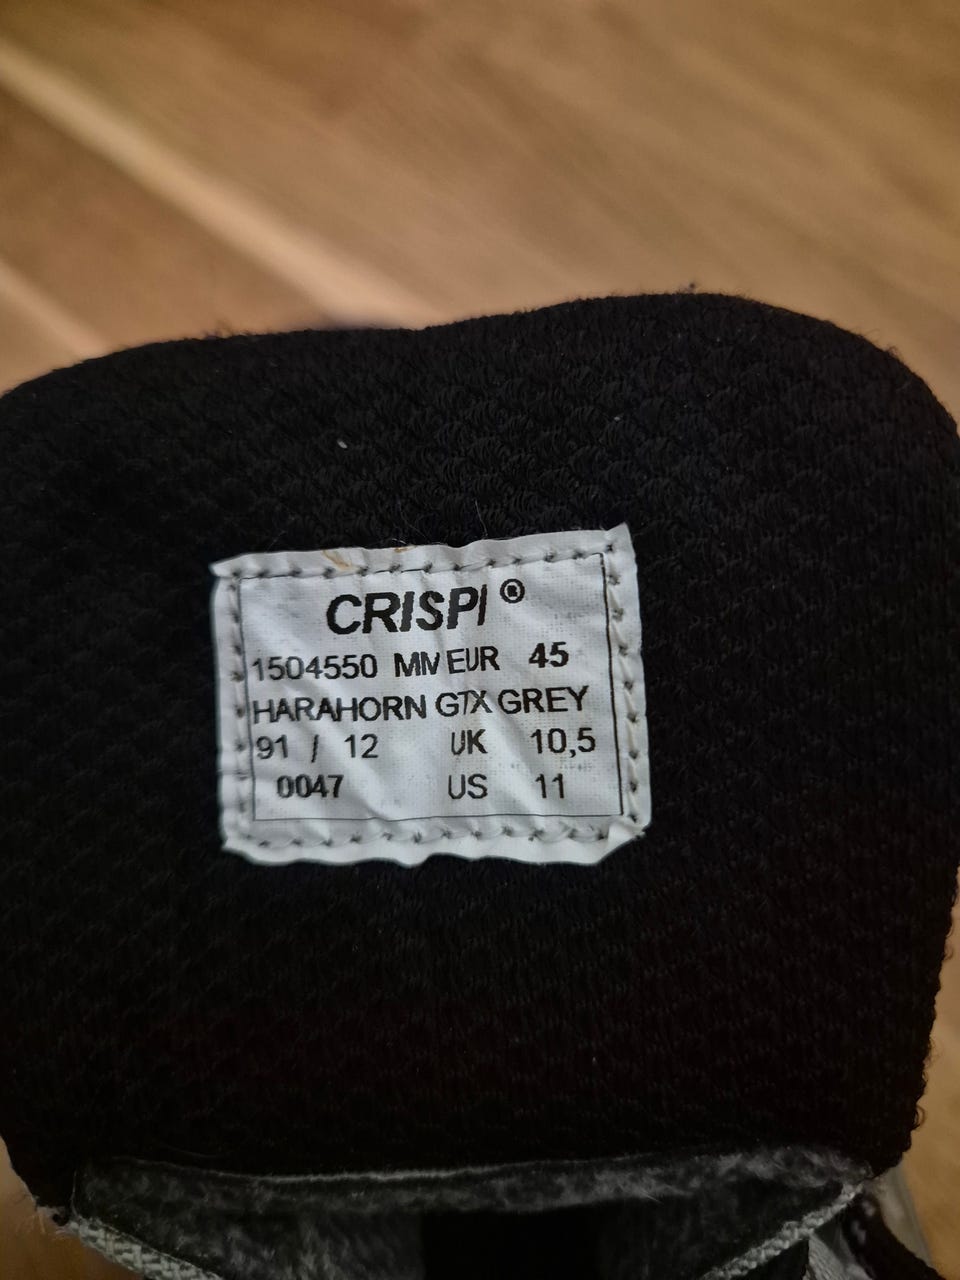 CRISPI®
1504550 MM EUR 45
HARAHORN GTX GREY
91 / 12 UK 10,5
0047 US 11